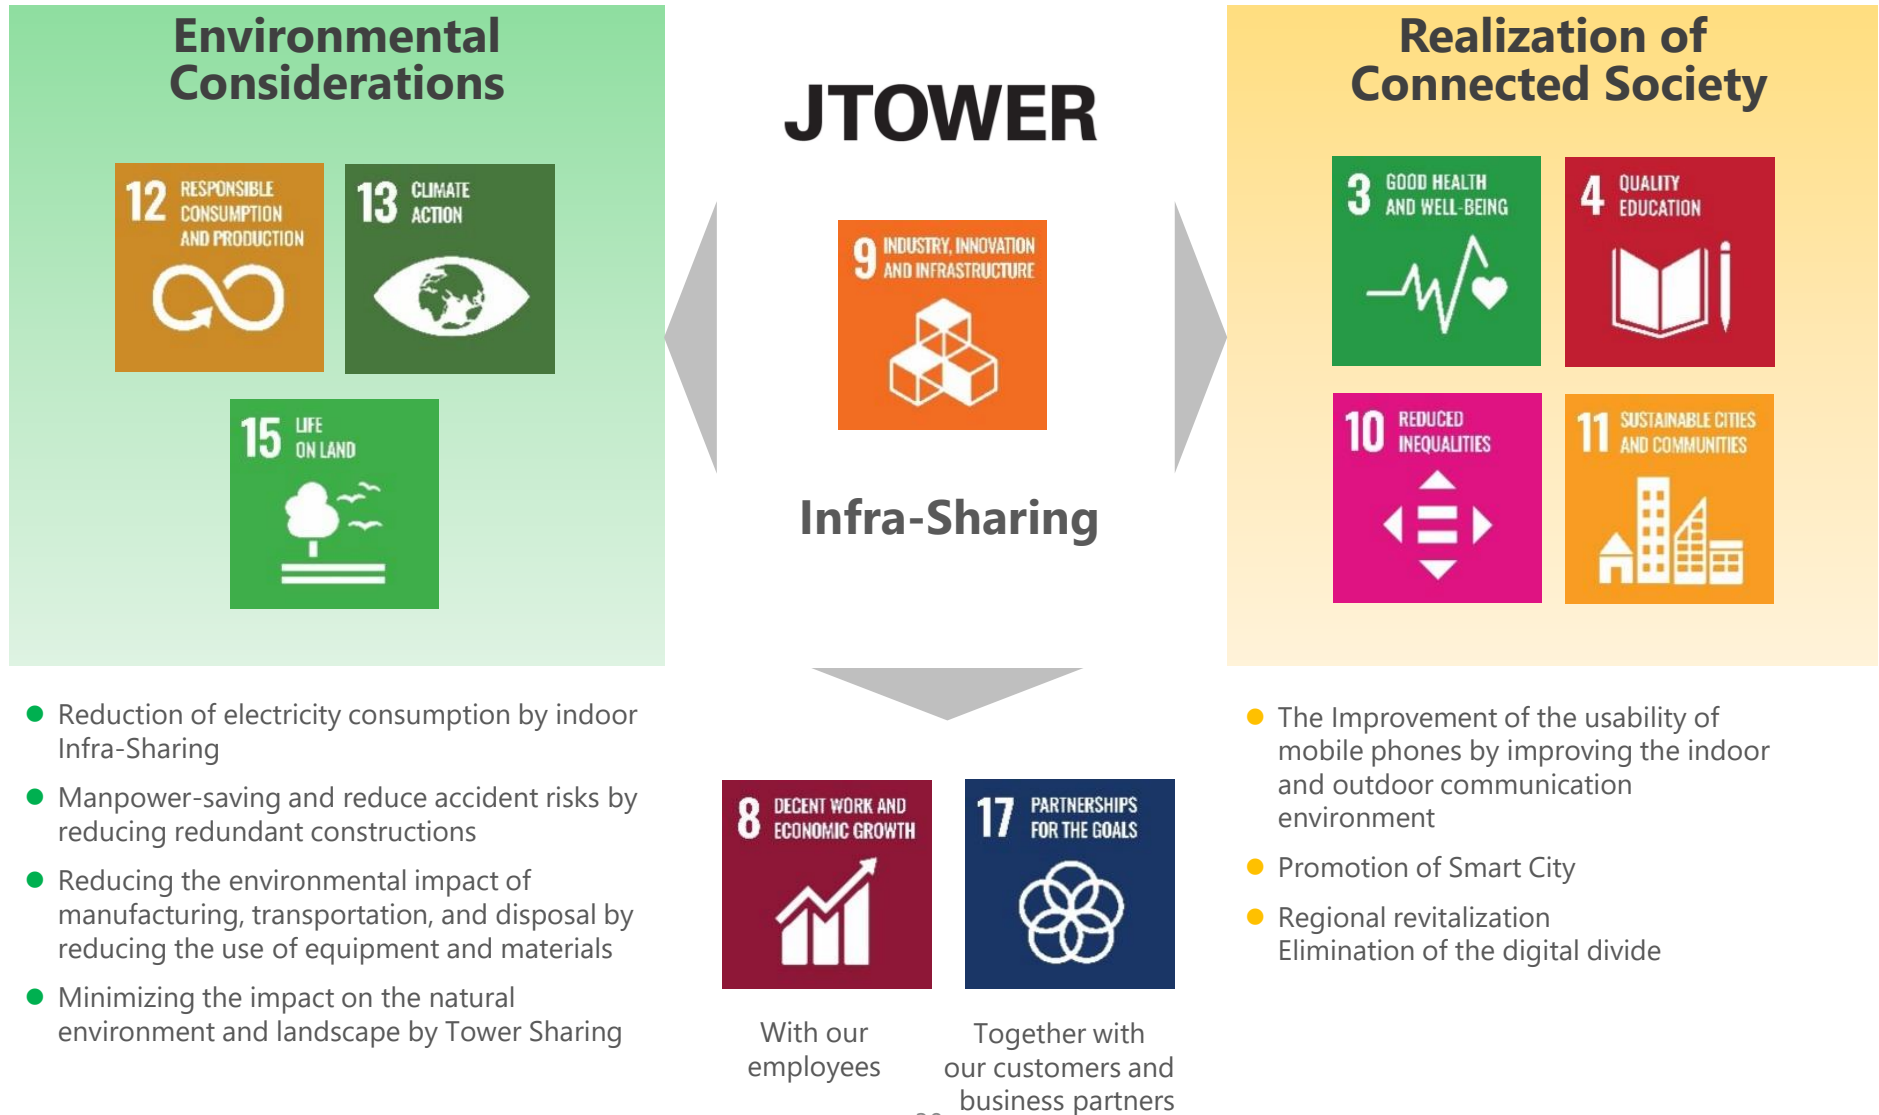 Environmental
Considerations
12 RESPONSIBLE
CONSUMPTION
AND PRODUCTION
13 CLIMATE
ACTION
15 LIFE
ON LAND
Reduction of electricity consumption by indoor
Infra-Sharing
Manpower-saving and reduce accident risks by
reducing redundant constructions
Reducing the environmental impact of
manufacturing, transportation, and disposal by
reducing the use of equipment and materials
Minimizing the impact on the natural
environment and landscape by Tower Sharing
JTOWER
9 INDUSTRY, INNOVATION
AND INFRASTRUCTURE
Infra-Sharing
8 DECENT WORK AND
ECONOMIC GROWTH
With our
employees
17 PARTNERSHIPS
FOR THE GOALS
Together with
our customers and
business partners
Realization of
Connected Society
3 GOOD HEALTH
AND WELL-BEING
4 QUALITY
EDUCATION
10 REDUCED
INEQUALITIES
11 SUSTAINABLE CITIES
AND COMMUNITIES
The Improvement of the usability of
mobile phones by improving the indoor
and outdoor communication
environment
Promotion of Smart City
Regional revitalization
Elimination of the digital divide